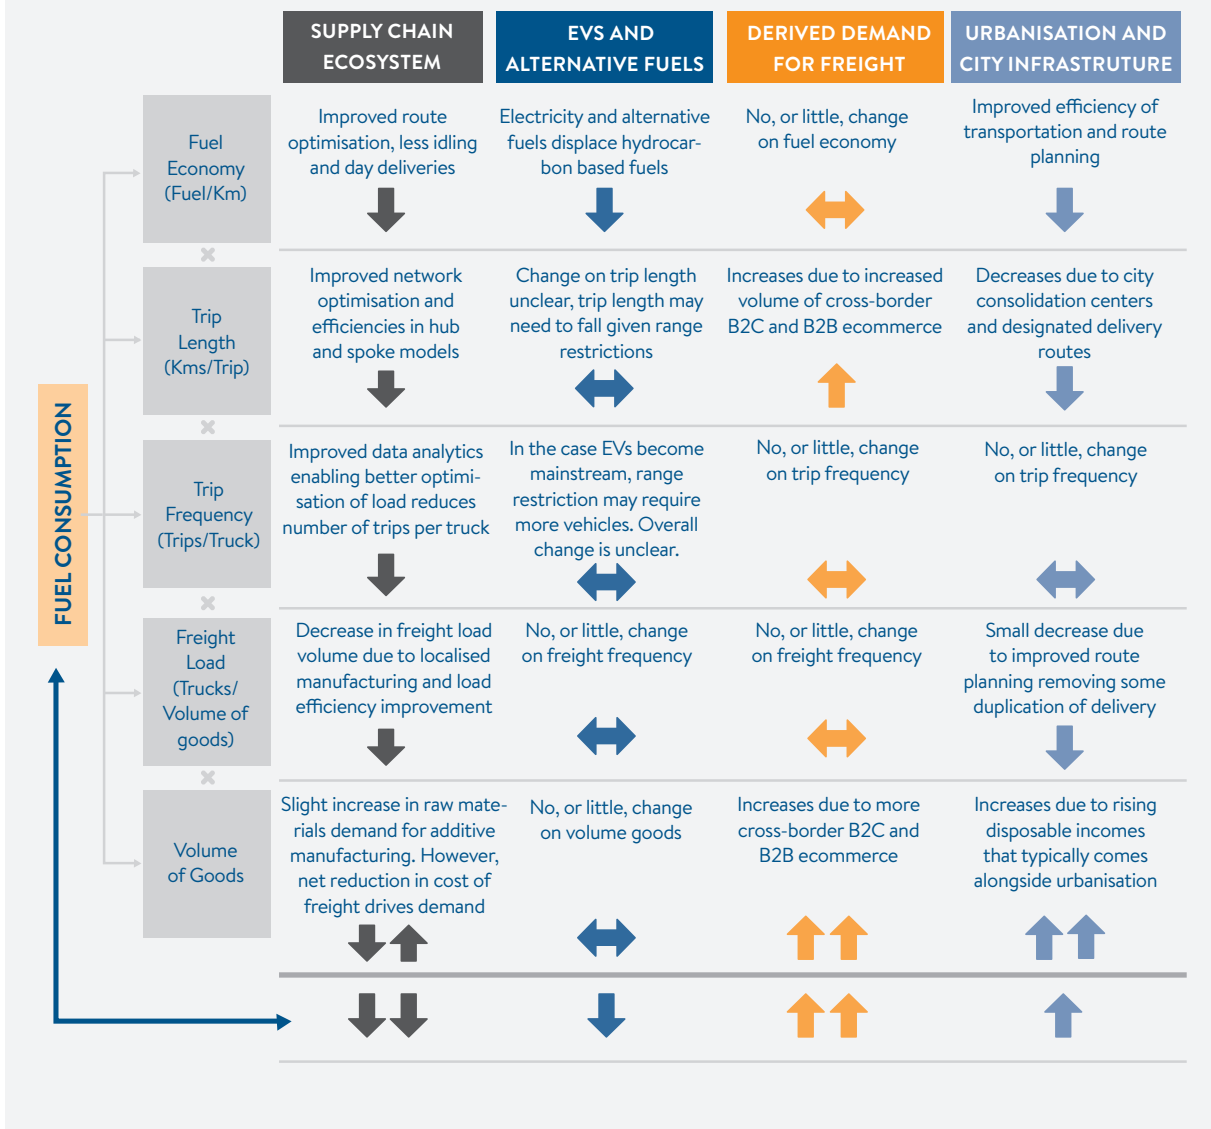 SUPPLY CHAIN
ECOSYSTEM
EVS AND
ALTERNATIVE FUELS
DERIVED DEMAND
FOR FREIGHT
URBANISATION AND
CITY INFRASTRUTURE
FUEL CONSUMPTION
Fuel
Economy
(Fuel/Km)
Improved route
optimisation, less idling
and day deliveries
Electricity and alternative
fuels displace hydrocar-
bon based fuels
No, or little, change
on fuel economy
Improved efficiency of
transportation and route
planning
Trip
Length
(Kms/Trip)
Improved network
optimisation and
efficiencies in hub
and spoke models
Change on trip length
unclear, trip length may
need to fall given range
restrictions
Increases due to increased
volume of cross-border
B2C and B2B ecommerce
Decreases due to city
consolidation centers
and designated delivery
routes
Trip
Frequency
(Trips/Truck)
Improved data analytics
enabling better optimi-
sation of load reduces
number of trips per truck
In the case EVs become
mainstream, range
restriction may require
more vehicles. Overall
change is unclear.
No, or little, change
on trip frequency
No, or little, change
on trip frequency
Freight
Load
(Trucks/
Volume of
goods)
Decrease in freight load
volume due to localised
manufacturing and load
efficiency improvement
No, or little, change
on freight frequency
No, or little, change
on freight frequency
Small decrease due
to improved route
planning removing some
duplication of delivery
Volume
of Goods
Slight increase in raw mate-
rials demand for additive
manufacturing. However,
net reduction in cost of
freight drives demand
No, or little, change
on volume goods
Increases due to more
cross-border B2C and
B2B ecommerce
Increases due to rising
disposable incomes
that typically comes
alongside urbanisation